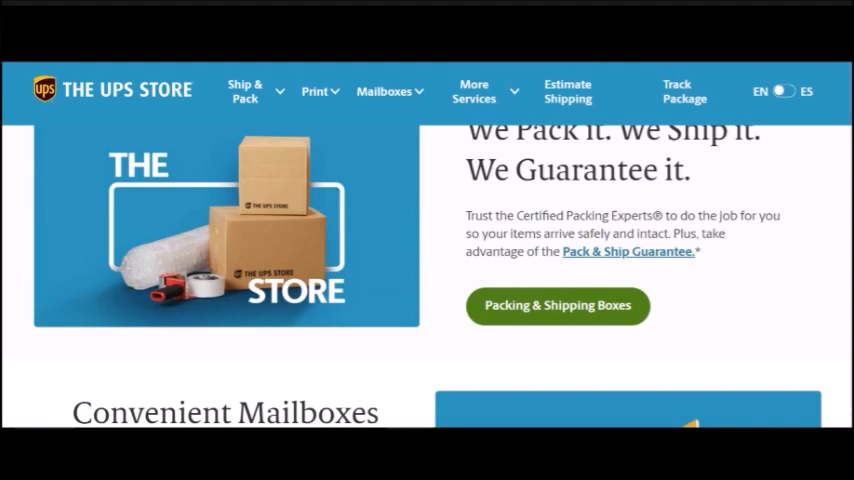 ups THE UPS STORE
Ship & Pack
Print
Mailboxes
More Services
Estimate Shipping
Track Package
EN ES
We Pack it. We Ship it.
We Guarantee it.
Trust the Certified Packing Experts® to do the job for you
so your items arrive safely and intact. Plus, take
advantage of the Pack & Ship Guarantee.*
Packing & Shipping Boxes
THE
THE UPS STORE
THE UPS STORE
STORE
Convenient Mailboxes